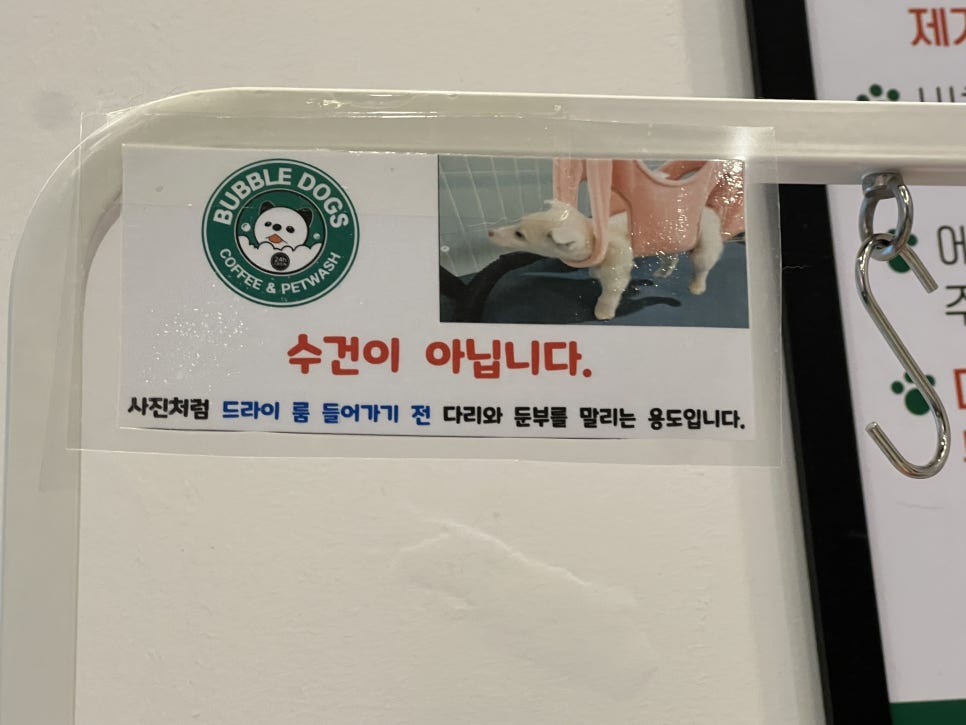 BUBBLE DOGS
24h
OPEN
COFFEE & PETWASH
수건이 아닙니다.
사진처럼 드라이 룸 들어가기 전 다리와 둔부를 말리는 용도입니다.